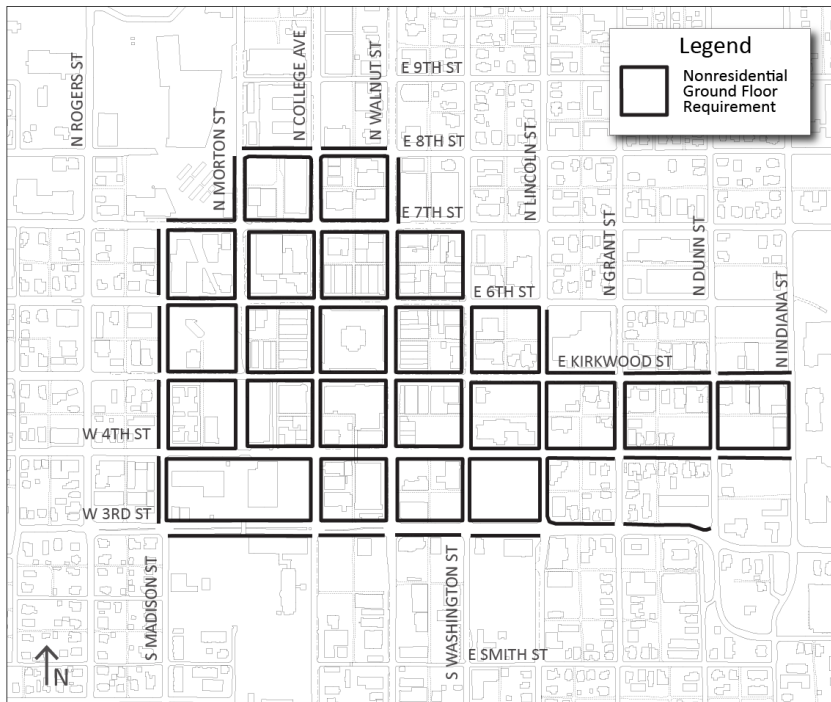 Legend
Nonresidential
Ground Floor
Requirement
N ROGERS ST
N COLLEGE AVE
N WALNUT ST
E 9TH ST
E 8TH ST
N MORTON ST
N LINCOLN ST
E 7TH ST
N GRANT ST
N DUNN ST
E 6TH ST
N INDIANA ST
E KIRKWOOD ST
W 4TH ST
W 3RD ST
S MADISON ST
S WASHINGTON ST
E SMITH ST
N